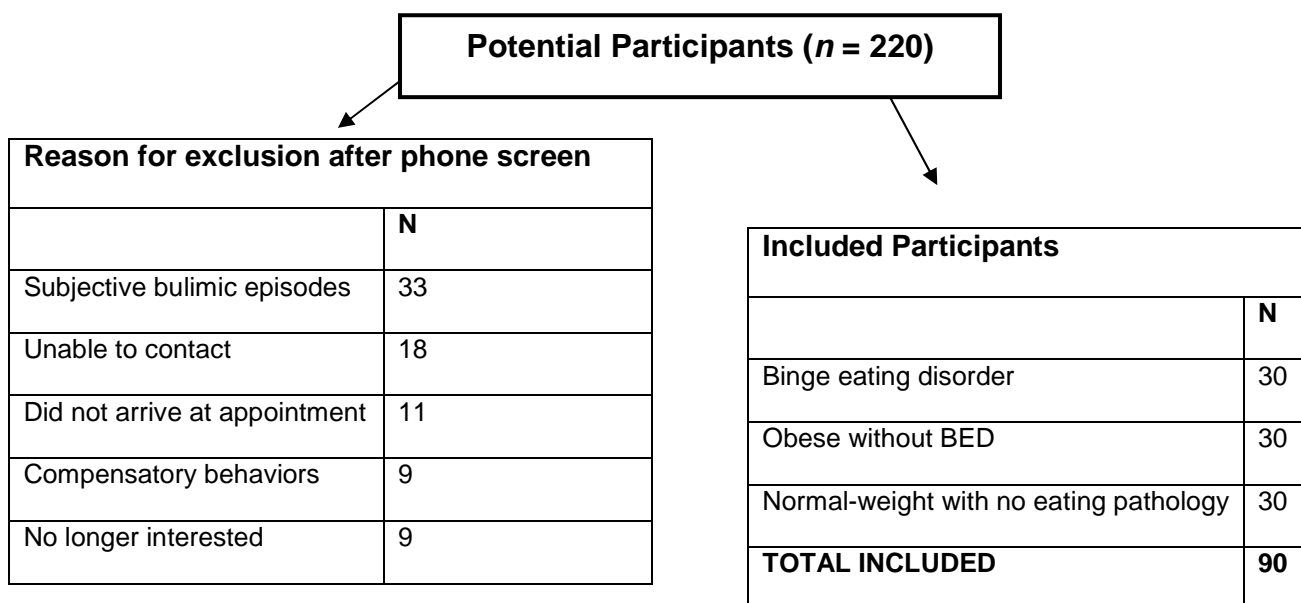 Potential Participants (n = 220)
Reason for exclusion after phone screen
N
Subjective bulimic episodes 33
Unable to contact 18
Did not arrive at appointment 11
Compensatory behaviors 9
No longer interested 9
Included Participants
N
Binge eating disorder 30
Obese without BED 30
Normal-weight with no eating pathology 30
TOTAL INCLUDED 90